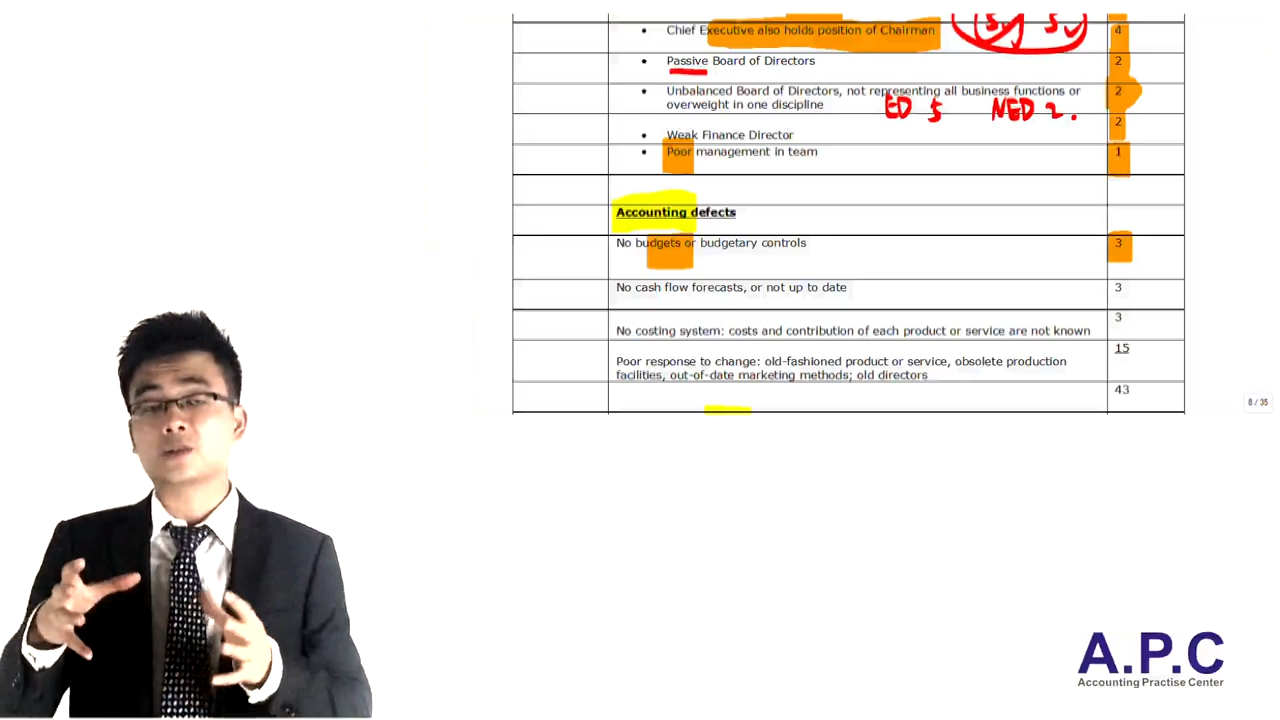 • Chief Executive also holds position of Chairman 4
• Passive Board of Directors 2
• Unbalanced Board of Directors, not representing all business functions or 2
overweight in one discipline
ED 5 NED 2.
2
• Weak Finance Director
• Poor management in team 1
Accounting defects
No budgets or budgetary controls 3
No cash flow forecasts, or not up to date 3
3
No costing system: costs and contribution of each product or service are not known
15
Poor response to change: old-fashioned product or service, obsolete production
facilities, out-of-date marketing methods; old directors
43
8 / 35
A.P.C
Accounting Practise Center